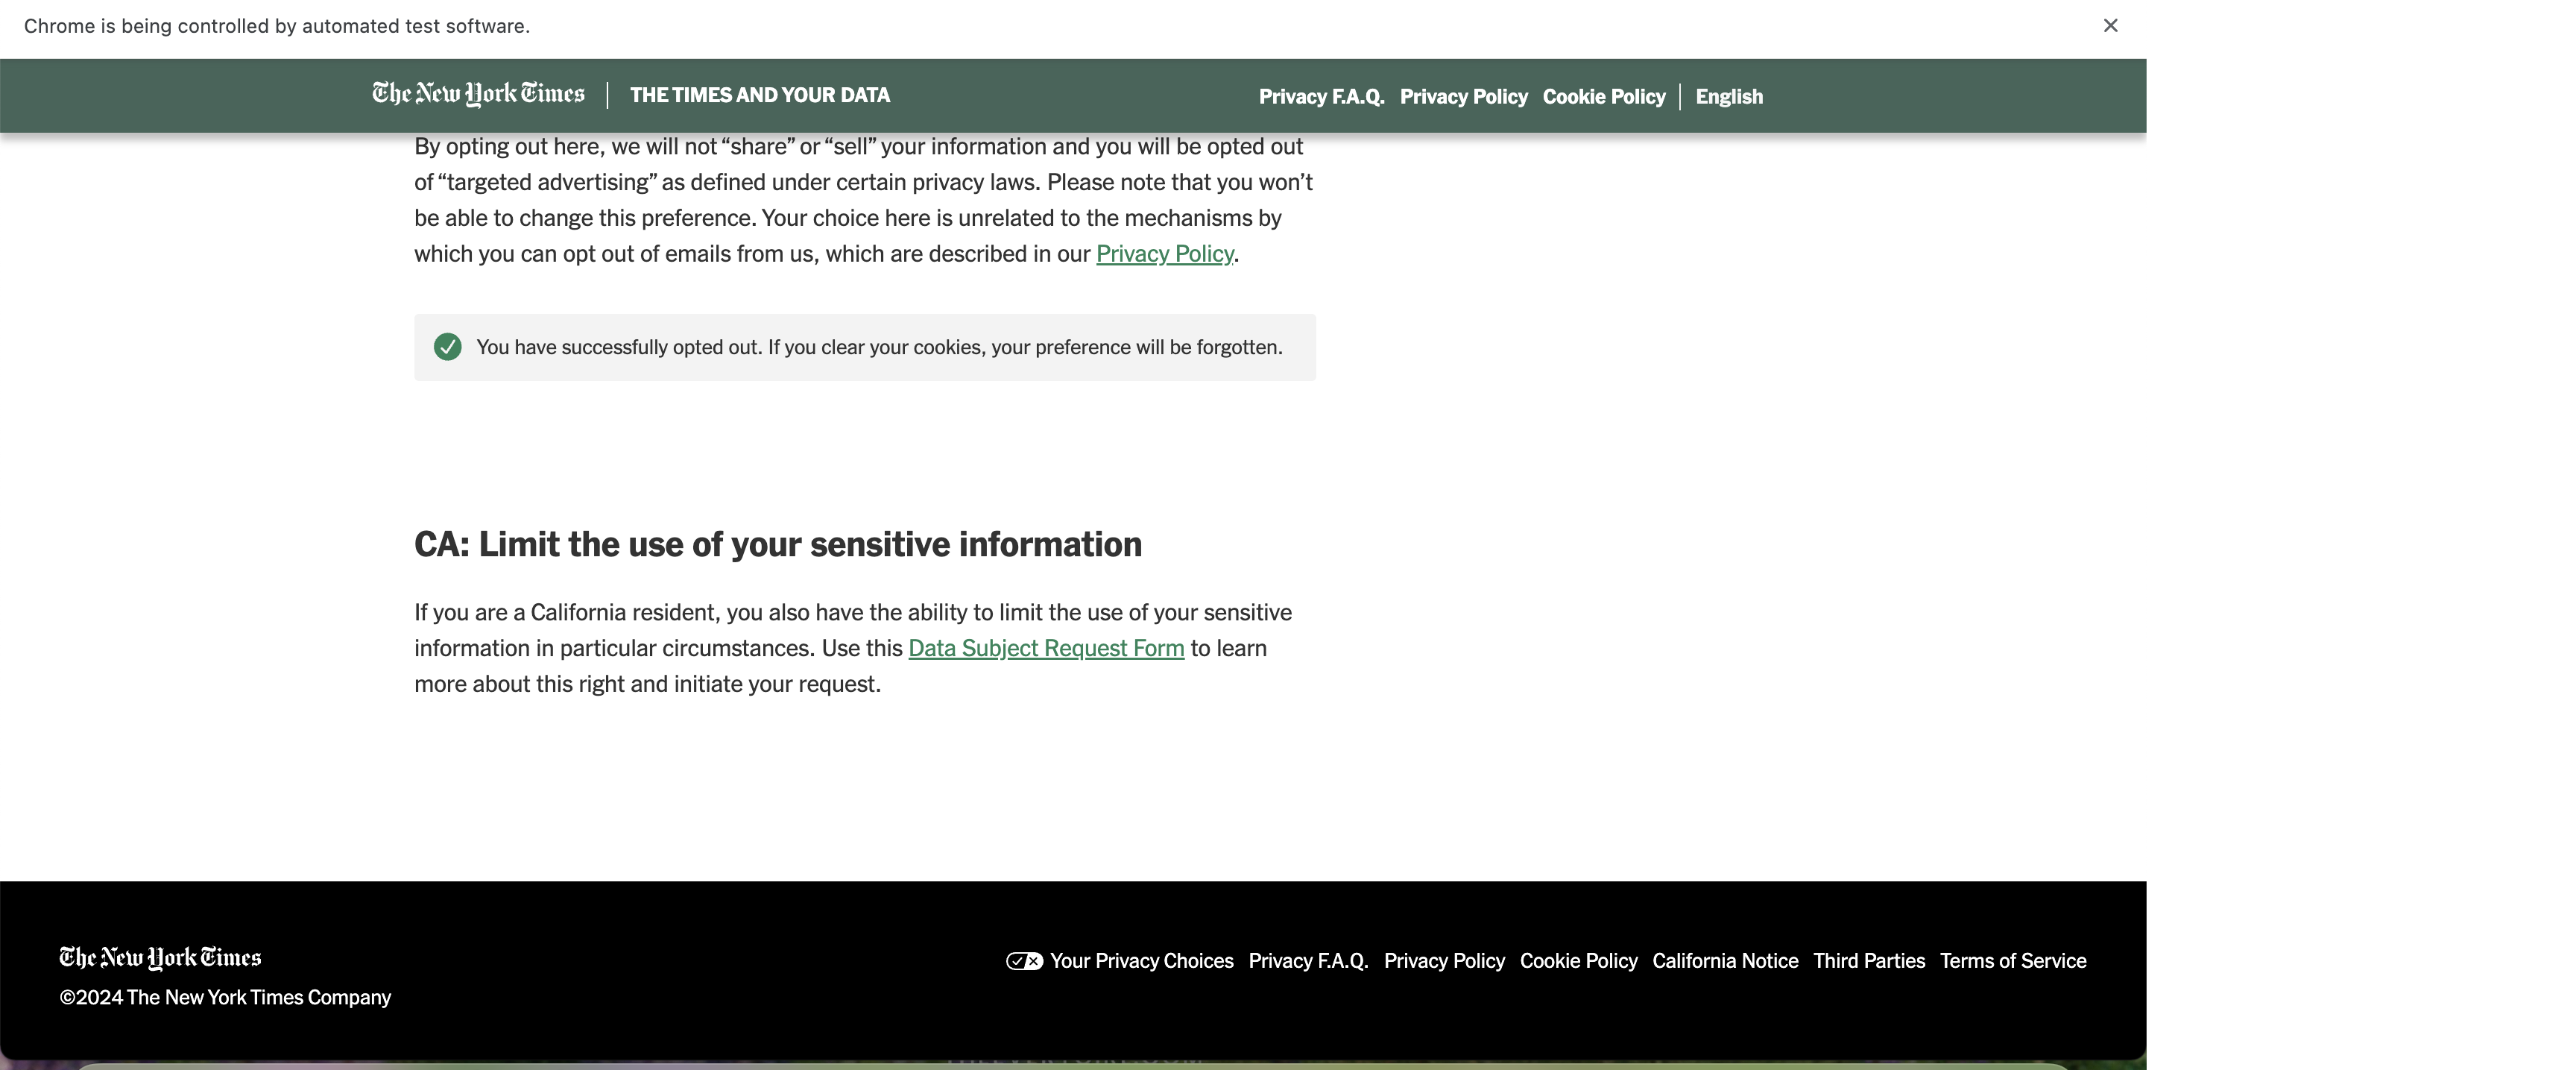 Chrome is being controlled by automated test software.
The New York Times
THE TIMES AND YOUR DATA
Privacy F.A.Q. Privacy Policy Cookie Policy English
By opting out here, we will not “share” or “sell” your information and you will be opted out
of “targeted advertising” as defined under certain privacy laws. Please note that you won’t
be able to change this preference. Your choice here is unrelated to the mechanisms by
which you can opt out of emails from us, which are described in our Privacy Policy.
You have successfully opted out. If you clear your cookies, your preference will be forgotten.
CA: Limit the use of your sensitive information
If you are a California resident, you also have the ability to limit the use of your sensitive
information in particular circumstances. Use this Data Subject Request Form to learn
more about this right and initiate your request.
The New York Times
Your Privacy Choices Privacy F.A.Q. Privacy Policy Cookie Policy California Notice Third Parties Terms of Service
©2024 The New York Times Company